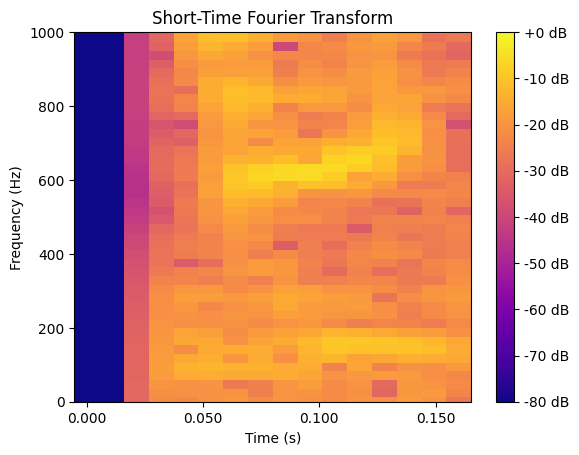 Short-Time Fourier Transform
1000
800
600
400
200
0
Frequency (Hz)
0.000
0.050
0.100
0.150
Time (s)
+0 dB
-10 dB
-20 dB
-30 dB
-40 dB
-50 dB
-60 dB
-70 dB
-80 dB